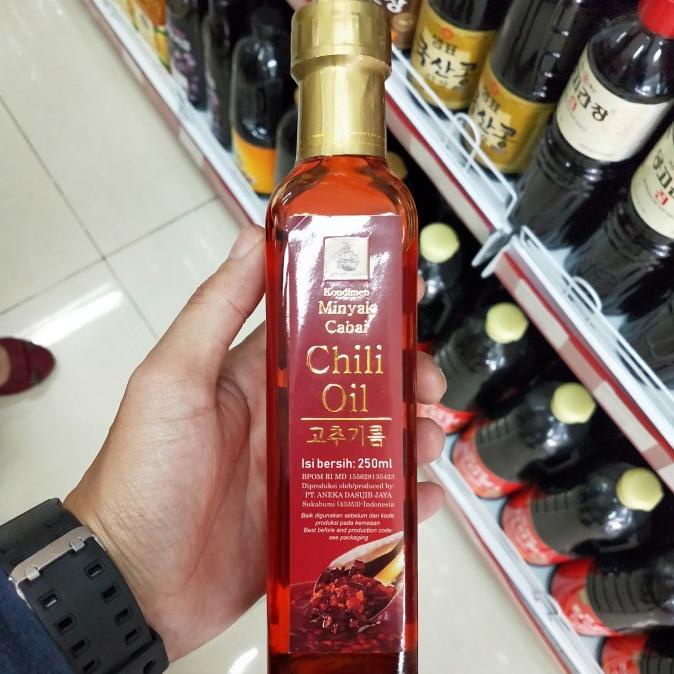 Kondimen
Minyak
Cabai
Chili
Oil
고추기름
Isi bersih: 250ml
BPOM RI MD 155628135423
Diproduksi oleh/produced by:
PT. ANEKA DASUIB JAYA
Sukabumi (43353)-Indonesia
Baik digunakan sebelum dan kode
produksi pada kemasan
Best before and production code:
see packaging
샘표